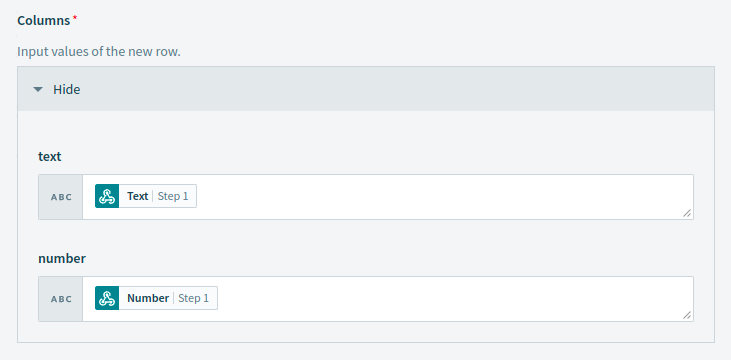 Columns *
Input values of the new row.
Hide
text
ABC Text Step 1
number
ABC Number Step 1